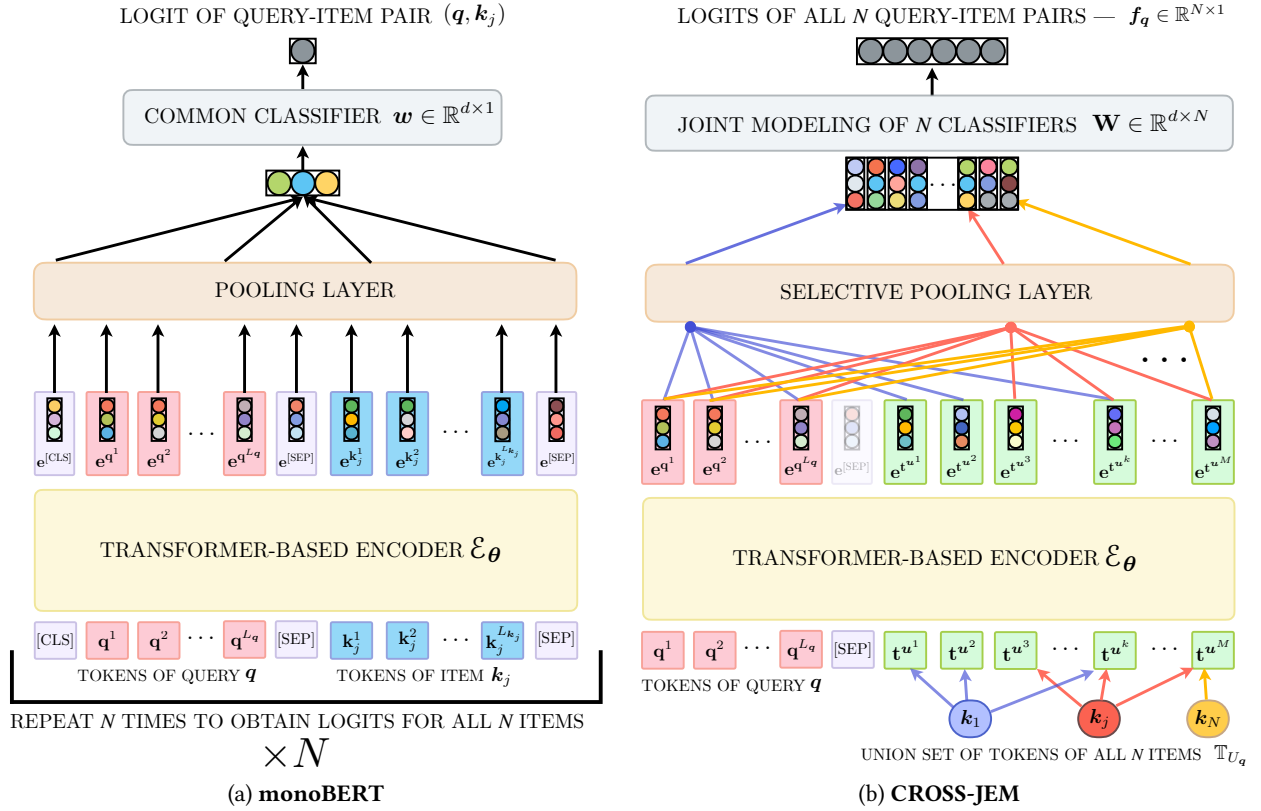 LOGIT OF QUERY-ITEM PAIR (q, k_j)
COMMON CLASSIFIER w ∈ ℝ^{d×1}
POOLING LAYER
e^{[CLS]} e^{q^1} e^{q^2} ... e^{q^{L_q}} e^{[SEP]} e^{k_j^1} e^{k_j^2} ... e^{k_j^{L_{k_j}}} e^{[SEP]}
TRANSFORMER-BASED ENCODER ℰ_θ
[CLS] q^1 q^2 ... q^{L_q} [SEP] k_j^1 k_j^2 ... k_j^{L_{k_j}} [SEP]
TOKENS OF QUERY q TOKENS OF ITEM k_j
REPEAT N TIMES TO OBTAIN LOGITS FOR ALL N ITEMS
×N
(a) monoBERT
LOGITS OF ALL N QUERY-ITEM PAIRS — f_q ∈ ℝ^{N×1}
JOINT MODELING OF N CLASSIFIERS W ∈ ℝ^{d×N}
...
SELECTIVE POOLING LAYER
...
e^{q^1} e^{q^2} ... e^{q^{L_q}} e^{[SEP]} e^{t^{u^1}} e^{t^{u^2}} e^{t^{u^3}} ... e^{t^{u^k}} ... e^{t^{u^M}}
TRANSFORMER-BASED ENCODER ℰ_θ
q^1 q^2 ... q^{L_q} [SEP] t^{u^1} t^{u^2} t^{u^3} ... t^{u^k} ... t^{u^M}
TOKENS OF QUERY q
k_1 k_j k_N
UNION SET OF TOKENS OF ALL N ITEMS 𝕋_{U_q}
(b) CROSS-JEM